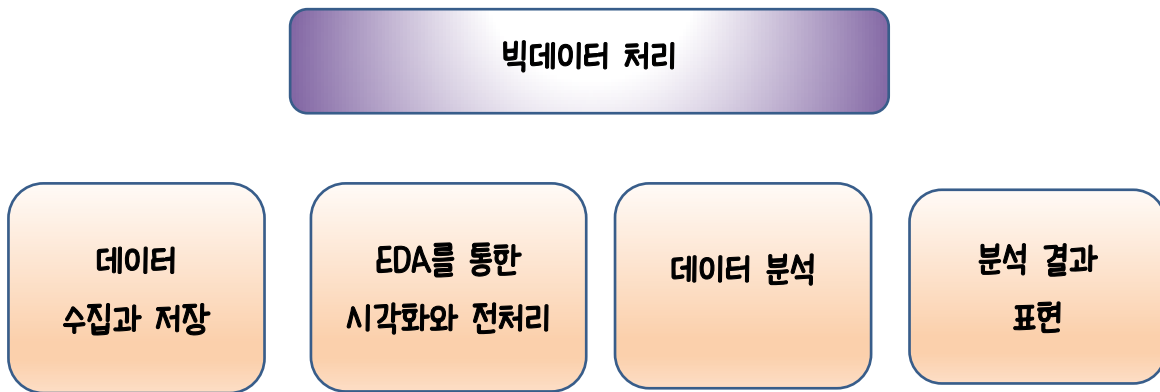 빅데이터 처리
데이터
수집과 저장
EDA를 통한
시각화와 전처리
데이터 분석
분석 결과
표현